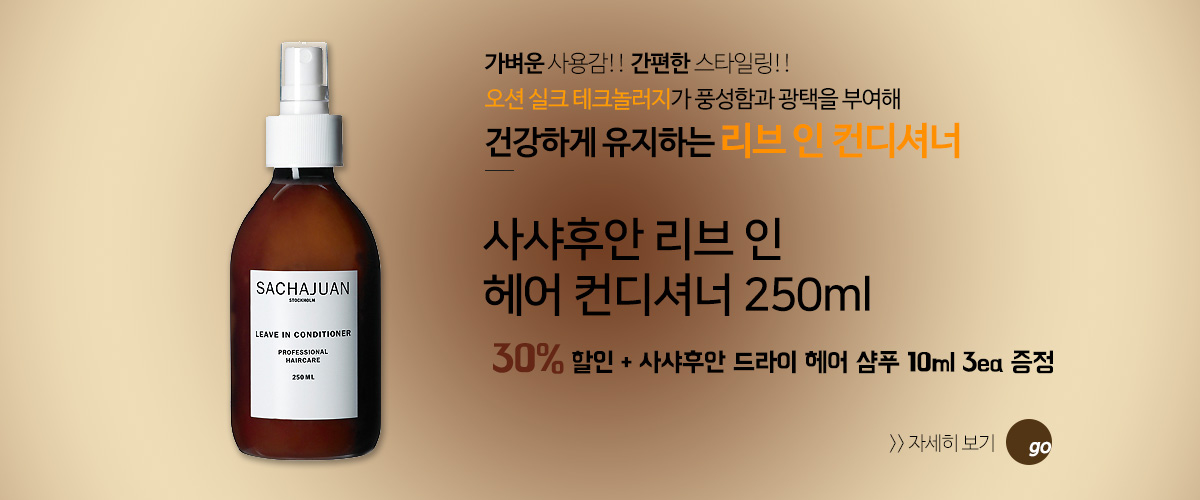 가벼운 사용감!! 간편한 스타일링!!
오션 실크 테크놀러지가 풍성함과 광택을 부여해
건강하게 유지하는 리브 인 컨디셔너
사샤후안 리브 인
헤어 컨디셔너 250ml
30% 할인 + 사샤후안 드라이 헤어 샴푸 10ml 3ea 증정
>> 자세히 보기 go
SACHAJUAN
STOCKHOLM
LEAVE IN CONDITIONER
PROFESSIONAL
HAIRCARE
250 ML